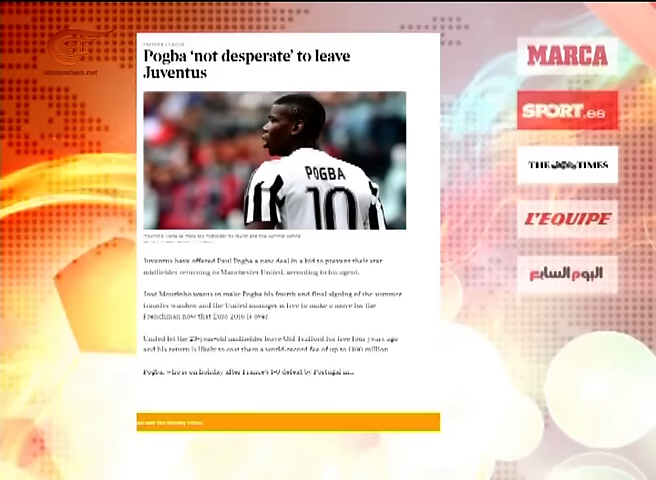 Pogba ‘not desperate’ to leave
Juventus
POGBA
10
Juventus have offered Paul Pogba a new deal in a bid to prevent their star
midfielder returning to Manchester United, according to his agent.
José Mourinho wants to make Pogba his fourth and final signing of the summer
transfer window and the United manager is free to make a move for the
Frenchman now that Euro 2016 is over.
United let the 23-year-old midfielder leave Old Trafford for free four years ago
and his return is likely to cost them a world-record fee of up to £100 million.
Pogba, who is on holiday after France's 1-0 defeat by Portugal in...
MARCA
SPORT.es
THE TIMES
L'EQUIPE
اليوم السابع